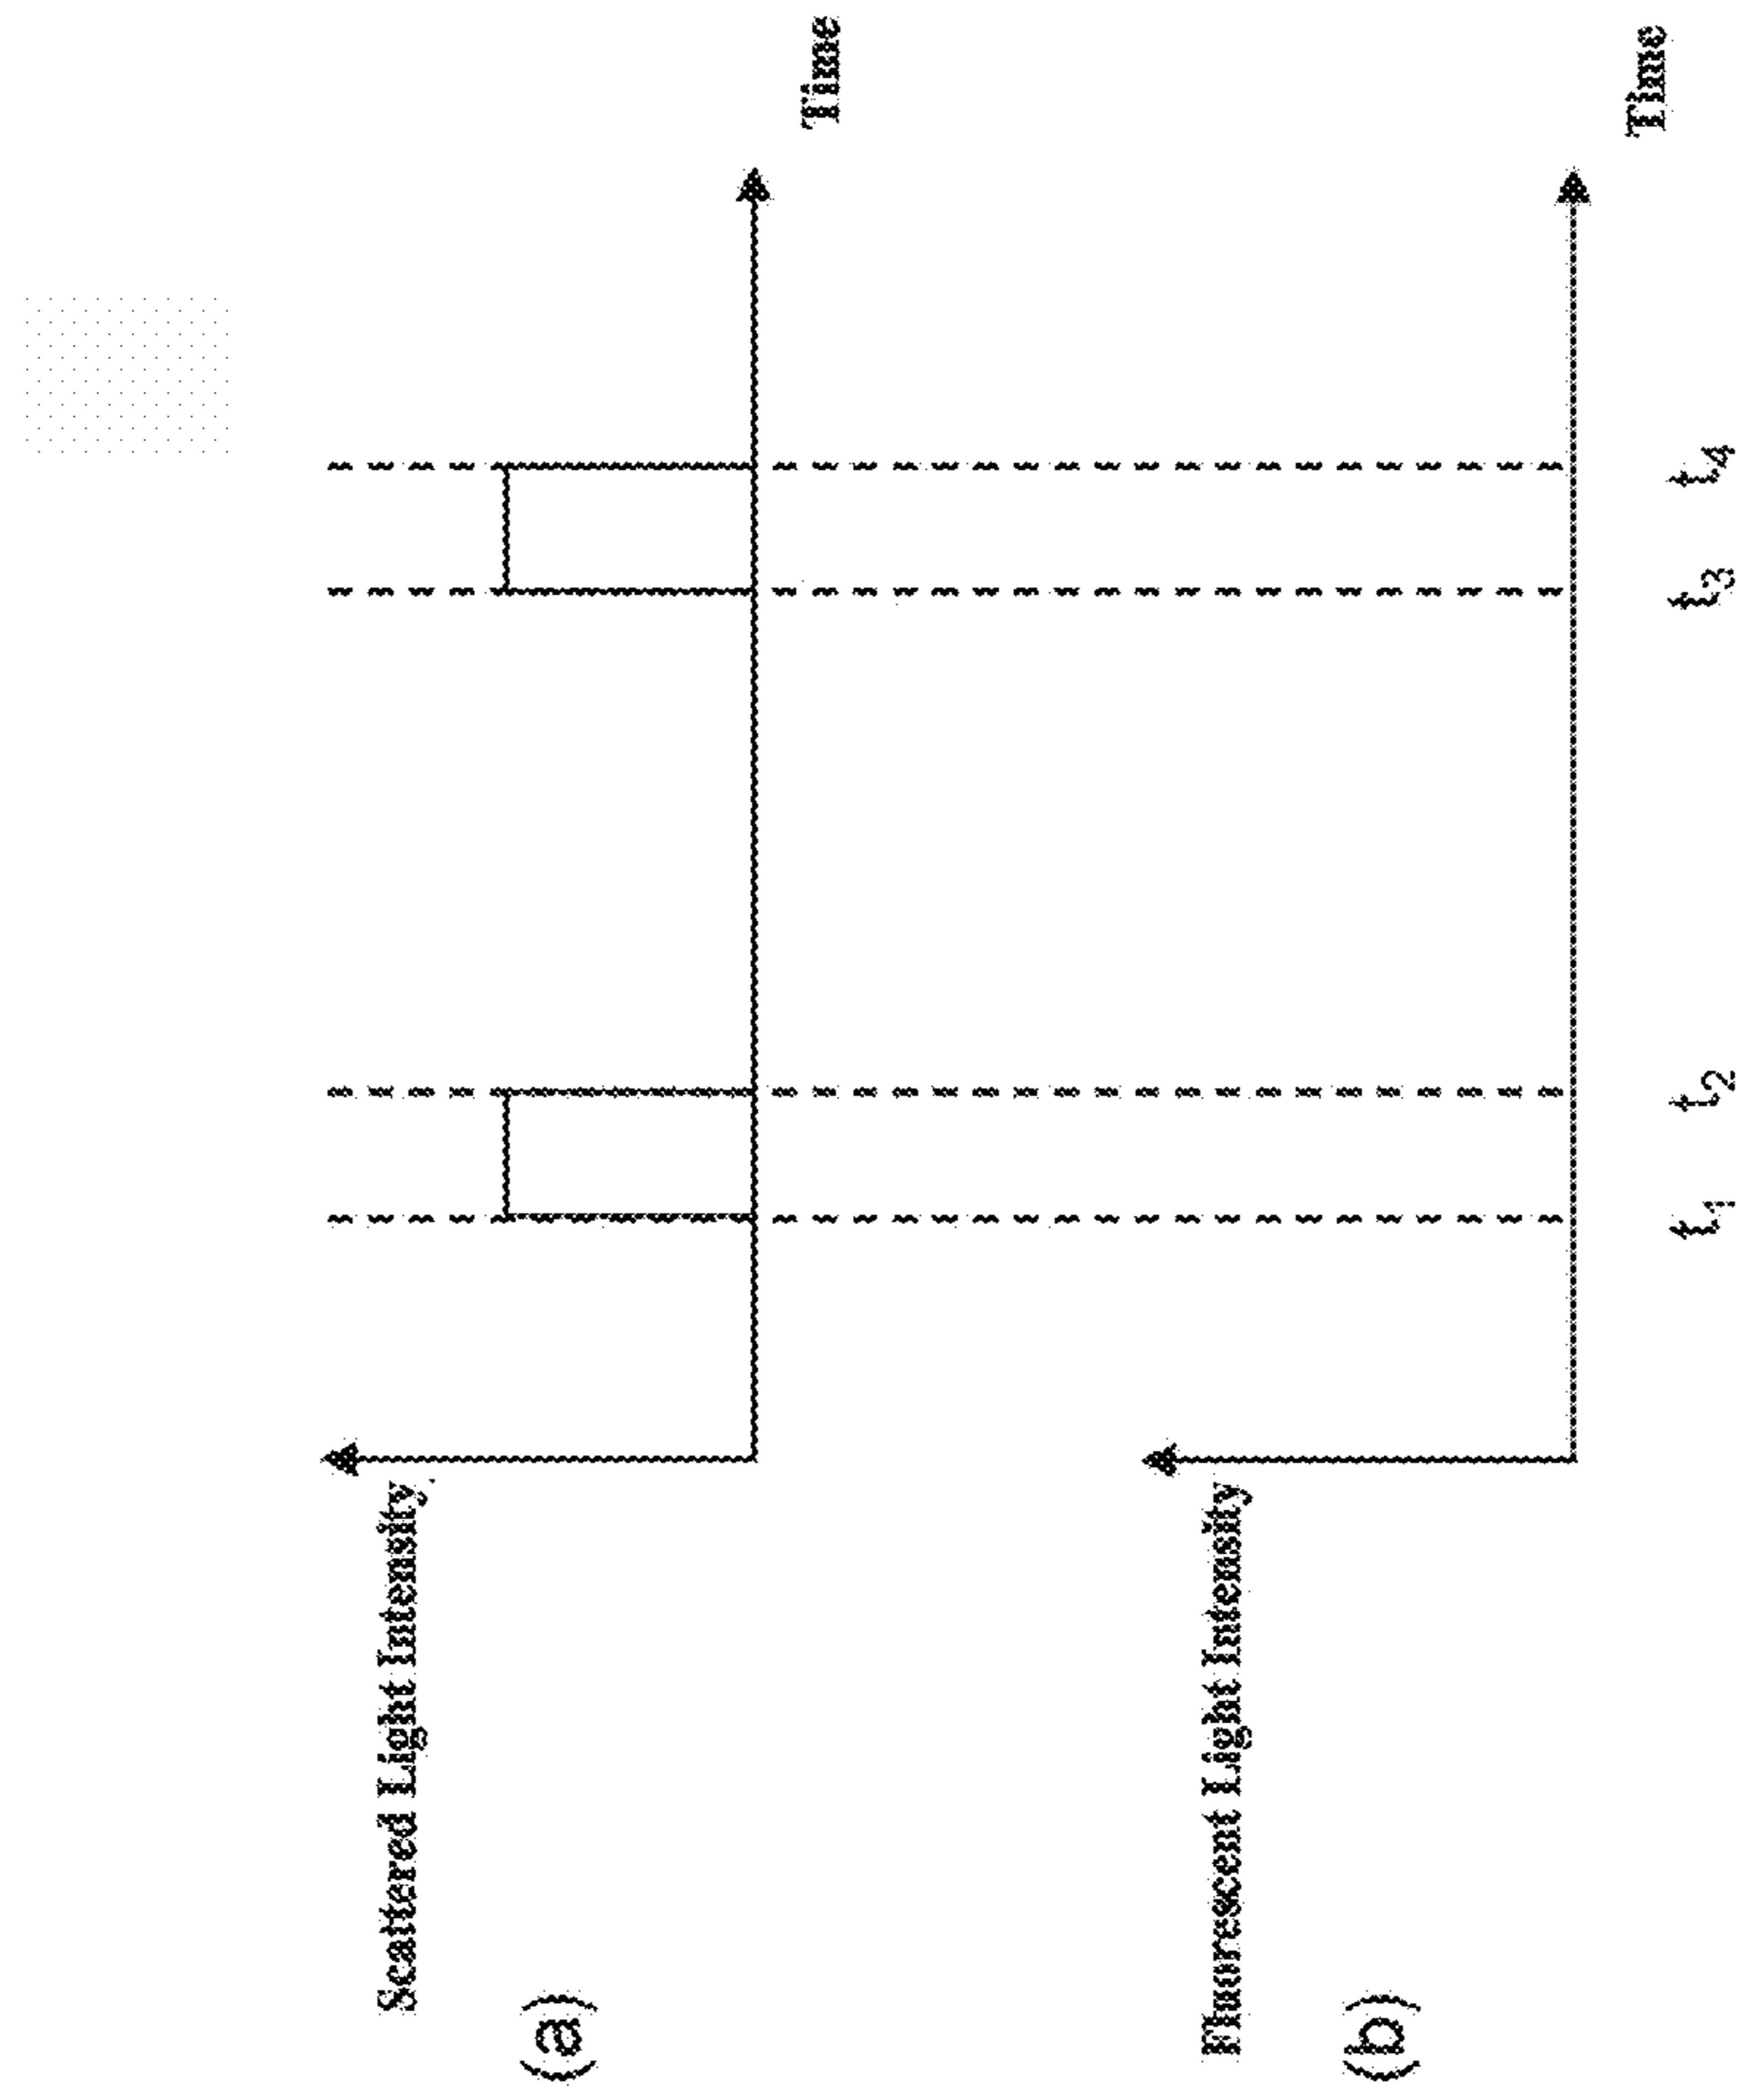 Scattered Light Intensity
(a)
Time
Fluorescent Light Intensity
(b)
Time
t1 t2 t3 t4